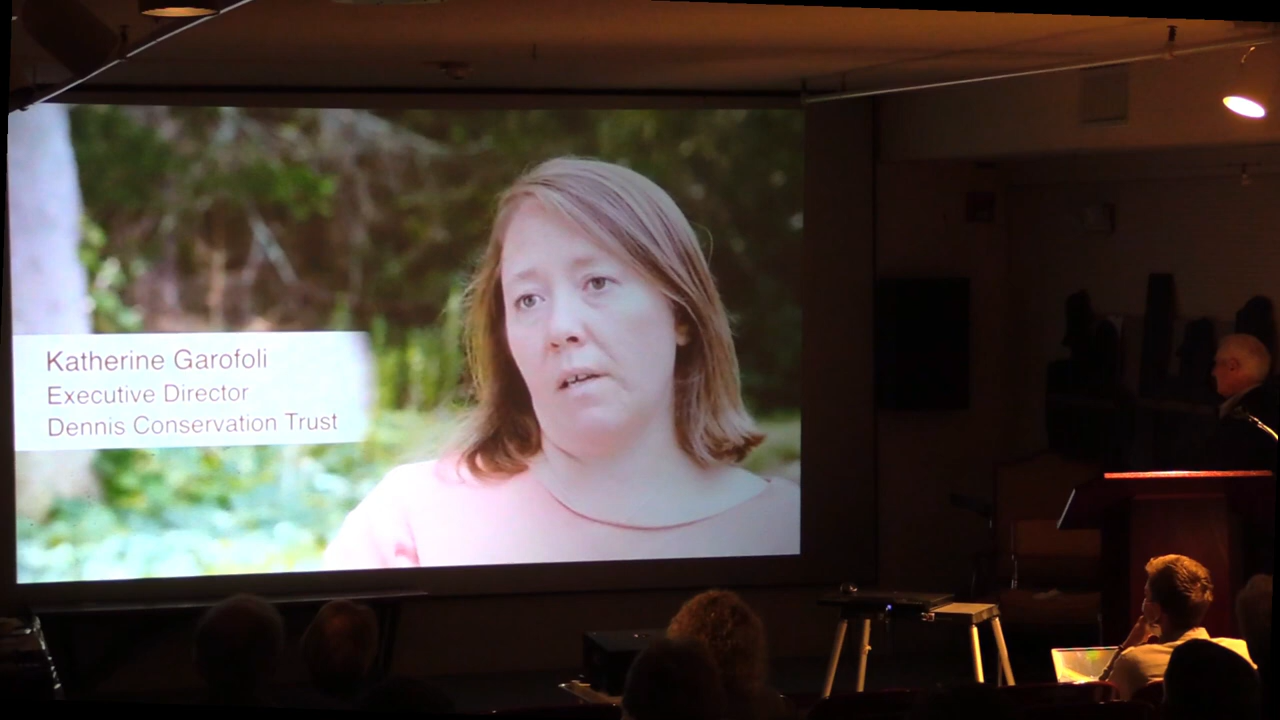 Katherine Garofoli
Executive Director
Dennis Conservation Trust